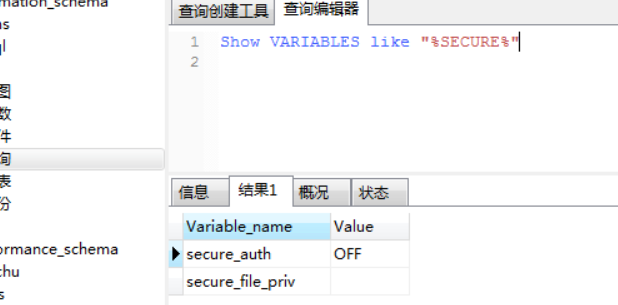 mation_schema
ns
ql
图
数
件
询
表
份
ormance_schema
chu
s
查询创建工具 查询编辑器
1 Show VARIABLES like "%SECURE%"
2
信息 结果1 概况 状态
Variable_name Value
secure_auth OFF
secure_file_priv